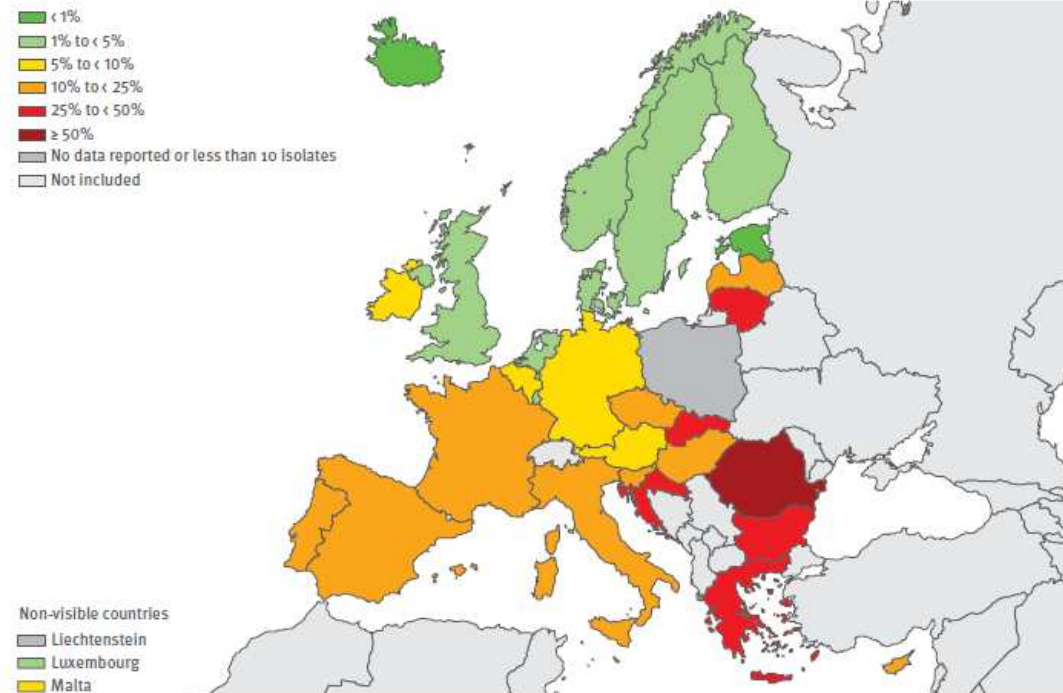 < 1%
1% to < 5%
5% to < 10%
10% to < 25%
25% to < 50%
≥ 50%
No data reported or less than 10 isolates
Not included
Non-visible countries
Liechtenstein
Luxembourg
Malta